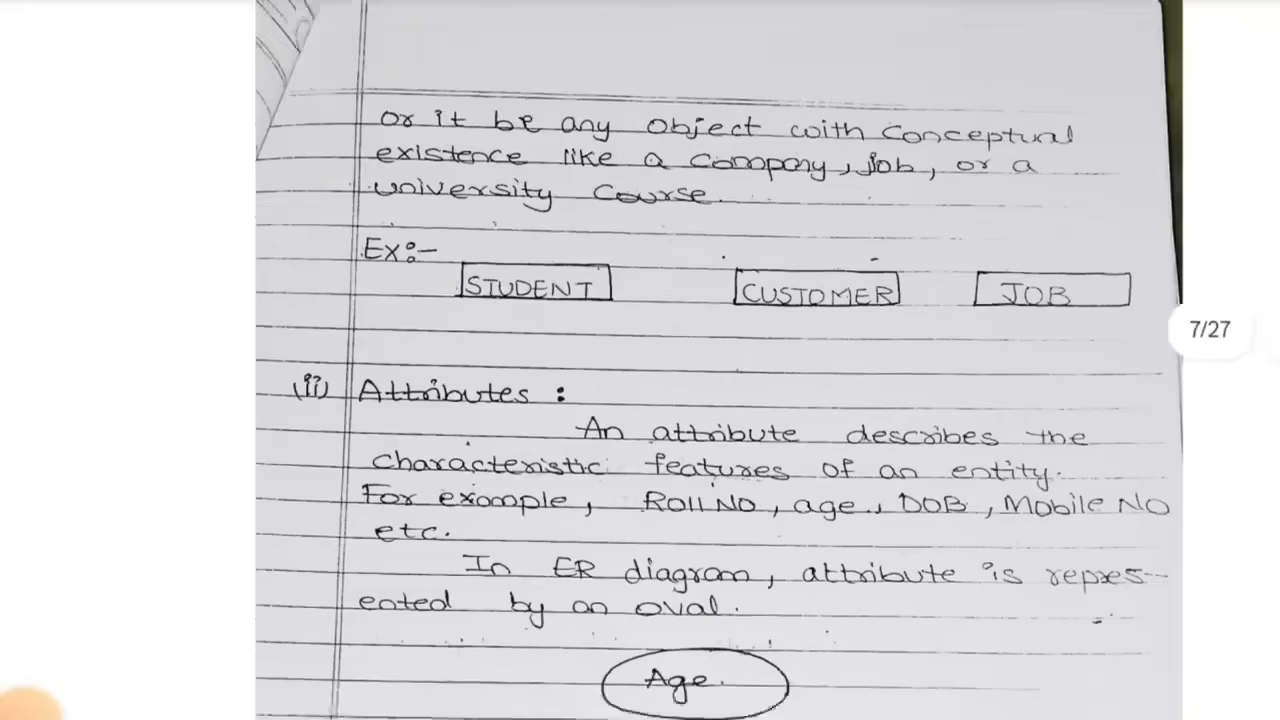 or it be any object with conceptual
existence like a company, job, or a
university course.
Ex:-
STUDENT CUSTOMER JOB
7/27
(ii) Attributes :
An attribute describes the
characteristic features of an entity.
For example, Roll No, age, DOB, Mobile No
etc.
In ER diagram, attribute is repres-
ented by an oval.
Age.